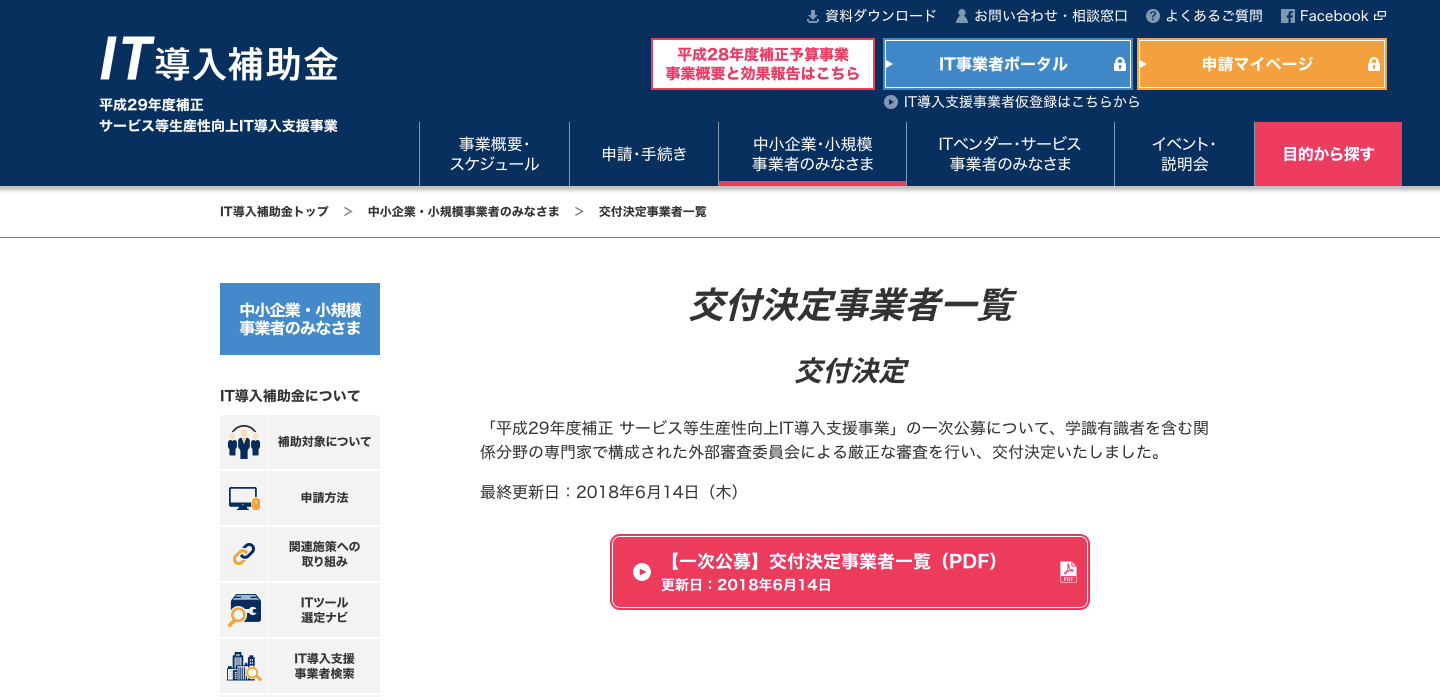 資料ダウンロード
お問い合わせ・相談窓口
よくあるご質問
Facebook
IT導入補助金
平成29年度補正
サービス等生産性向上IT導入支援事業
平成28年度補正予算事業
事業概要と効果報告はこちら
IT事業者ポータル
申請マイページ
IT導入支援事業者仮登録はこちらから
事業概要・
スケジュール
申請・手続き
中小企業・小規模
事業者のみなさま
ITベンダー・サービス
事業者のみなさま
イベント・
説明会
目的から探す
IT導入補助金トップ > 中小企業・小規模事業者のみなさま > 交付決定事業者一覧
中小企業・小規模
事業者のみなさま
IT導入補助金について
補助対象について
申請方法
関連施策への
取り組み
ITツール
選定ナビ
IT導入支援
事業者検索
交付決定事業者一覧
交付決定
「平成29年度補正 サービス等生産性向上IT導入支援事業」の一次公募について、学識有識者を含む関
係分野の専門家で構成された外部審査委員会による厳正な審査を行い、交付決定いたしました。
最終更新日：2018年6月14日（木）
【一次公募】交付決定事業者一覧（PDF）
更新日：2018年6月14日
PDF